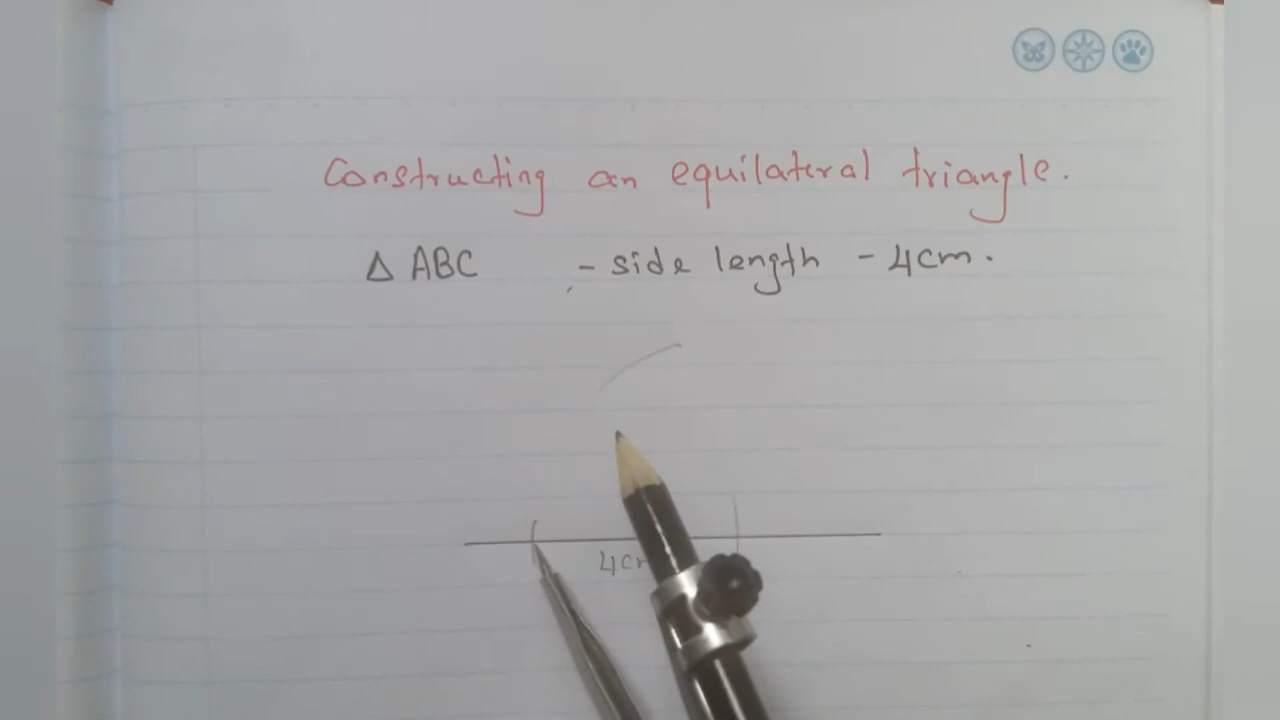 Constructing an equilateral triangle.
Δ ABC - side length - 4cm.